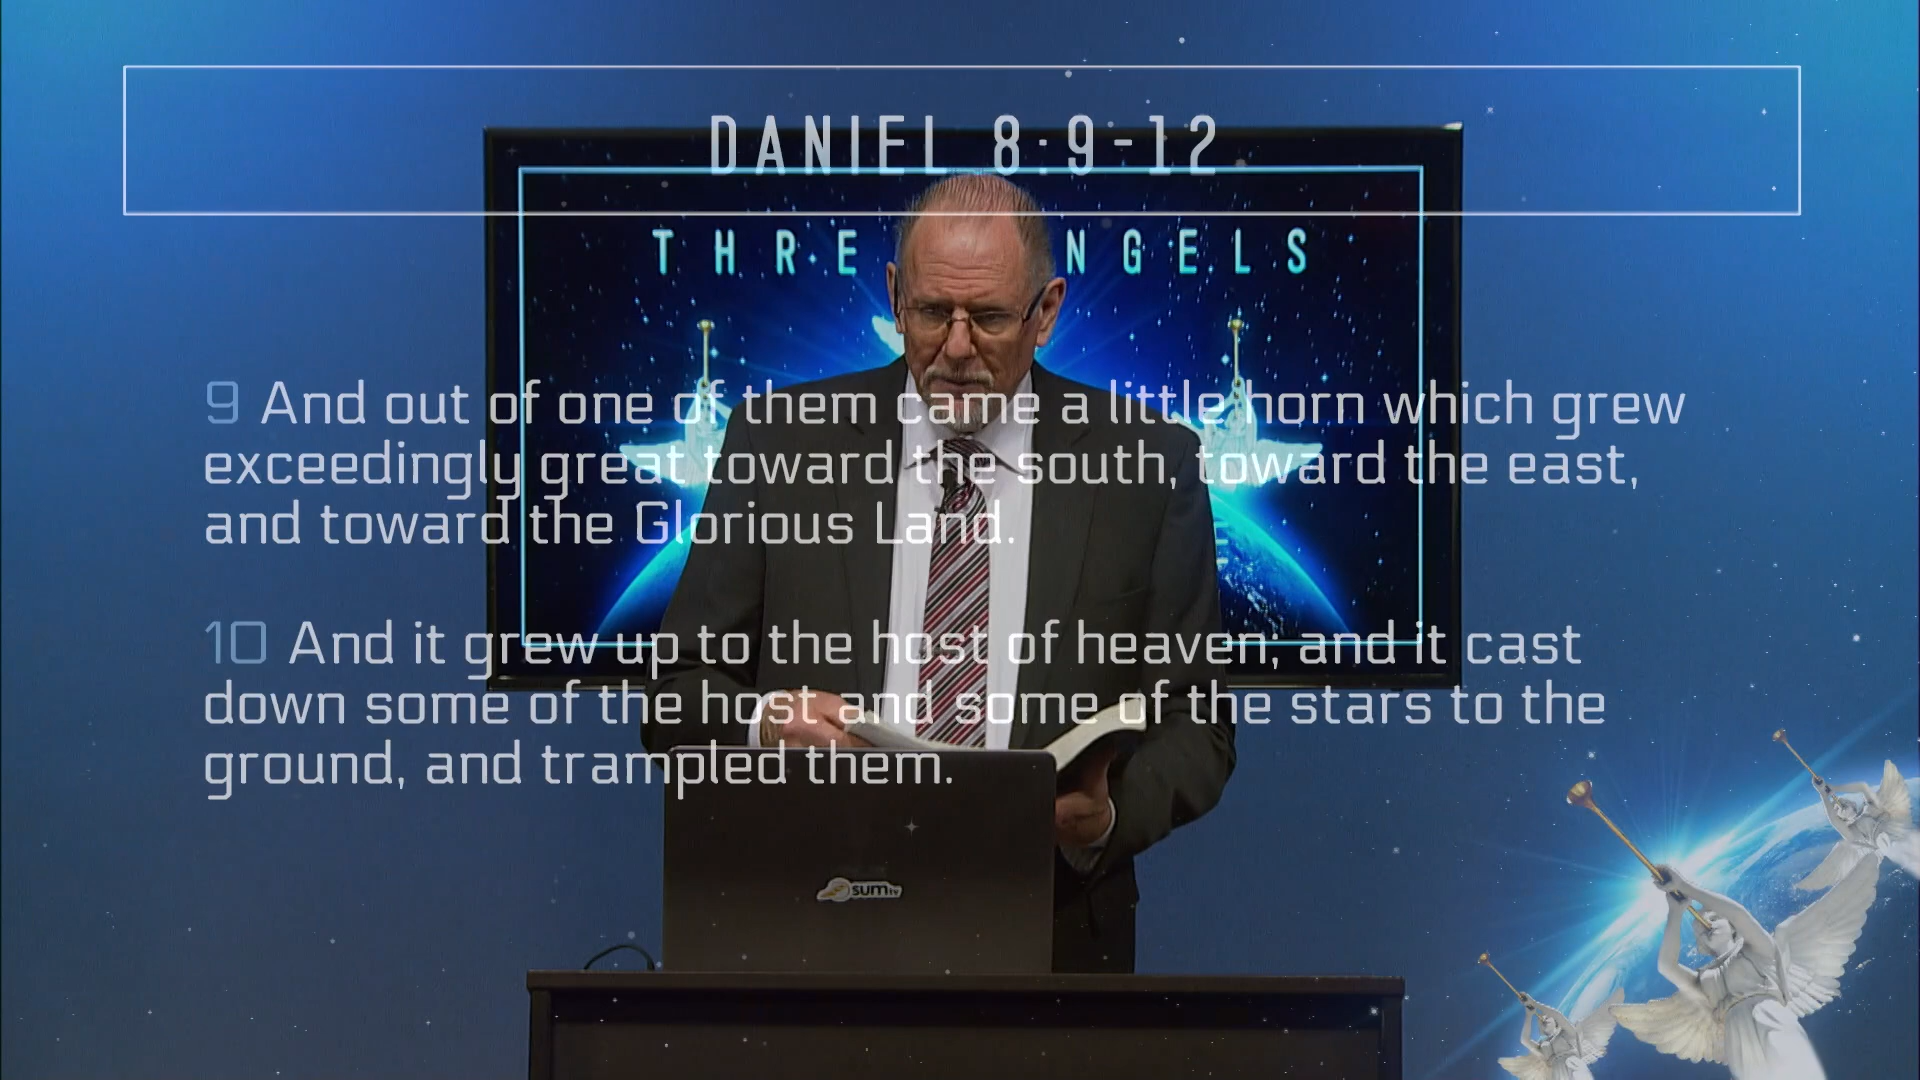 DANIEL 8:9-12
THRE NGELS
9 And out of one of them came a little horn which grew
exceedingly great toward the south, toward the east,
and toward the Glorious Land.
10 And it grew up to the host of heaven; and it cast
down some of the host and some of the stars to the
ground, and trampled them.
sumtv